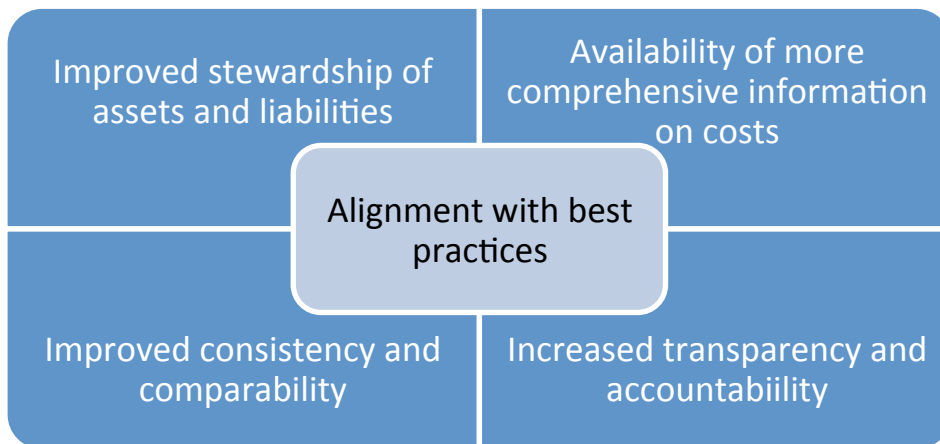 Improved stewardship of
assets and liabilities
Availability of more
comprehensive information
on costs
Alignment with best
practices
Improved consistency and
comparability
Increased transparency and
accountabiility